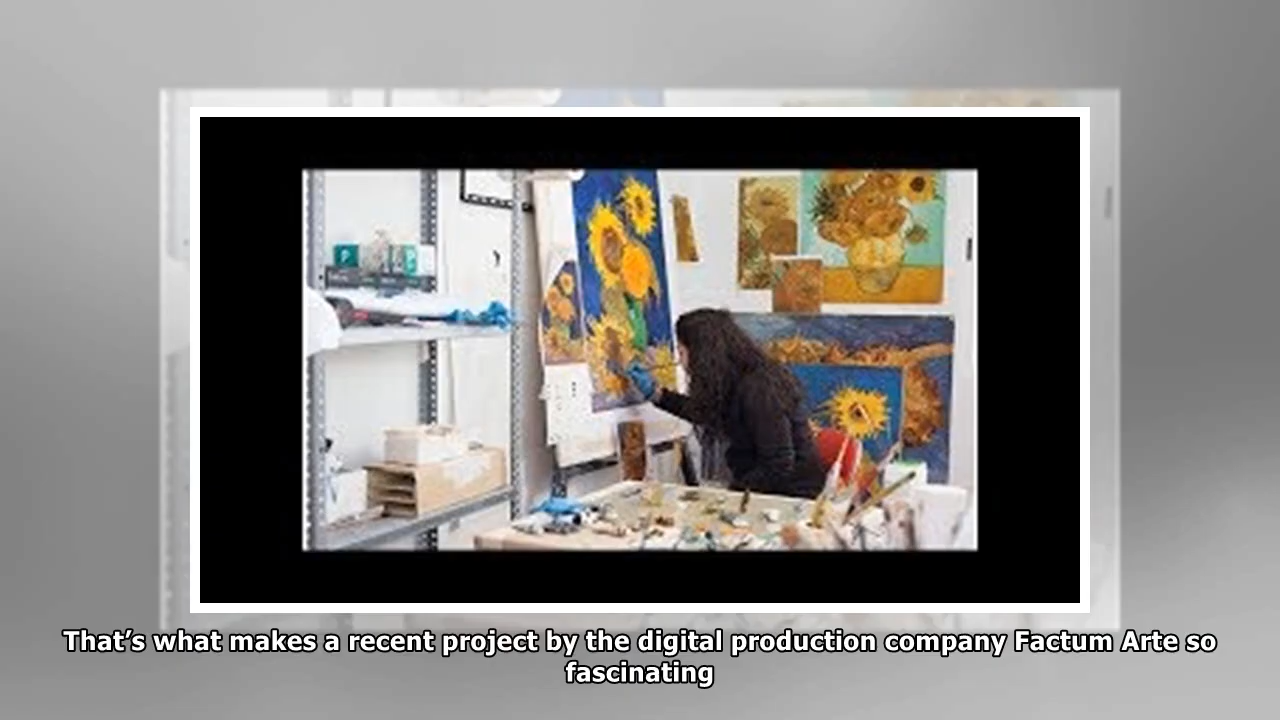 That’s what makes a recent project by the digital production company Factum Arte so
fascinating